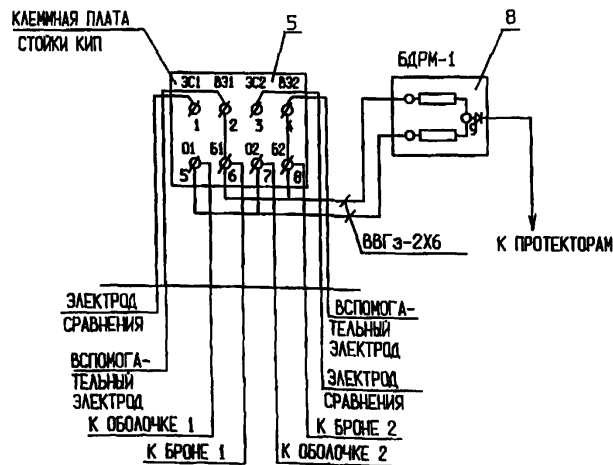 КЛЕММНАЯ ПЛАТА
СТОЙКИ КИП
5
8
БДРМ-1
ЭС1 ВЭ1 ЭС2 ВЭ2
1 2 3 4
О1 Б1 О2 Б2
5 6 7 8
9
ВВГз-2Х6
К ПРОТЕКТОРАМ
ЭЛЕКТРОД
СРАВНЕНИЯ
ВСПОМОГА-
ТЕЛЬНЫЙ
ЭЛЕКТРОД
ВСПОМОГА-
ТЕЛЬНЫЙ
ЭЛЕКТРОД
ЭЛЕКТРОД
СРАВНЕНИЯ
К ОБОЛОЧКЕ 1
К БРОНЕ 2
К БРОНЕ 1
К ОБОЛОЧКЕ 2